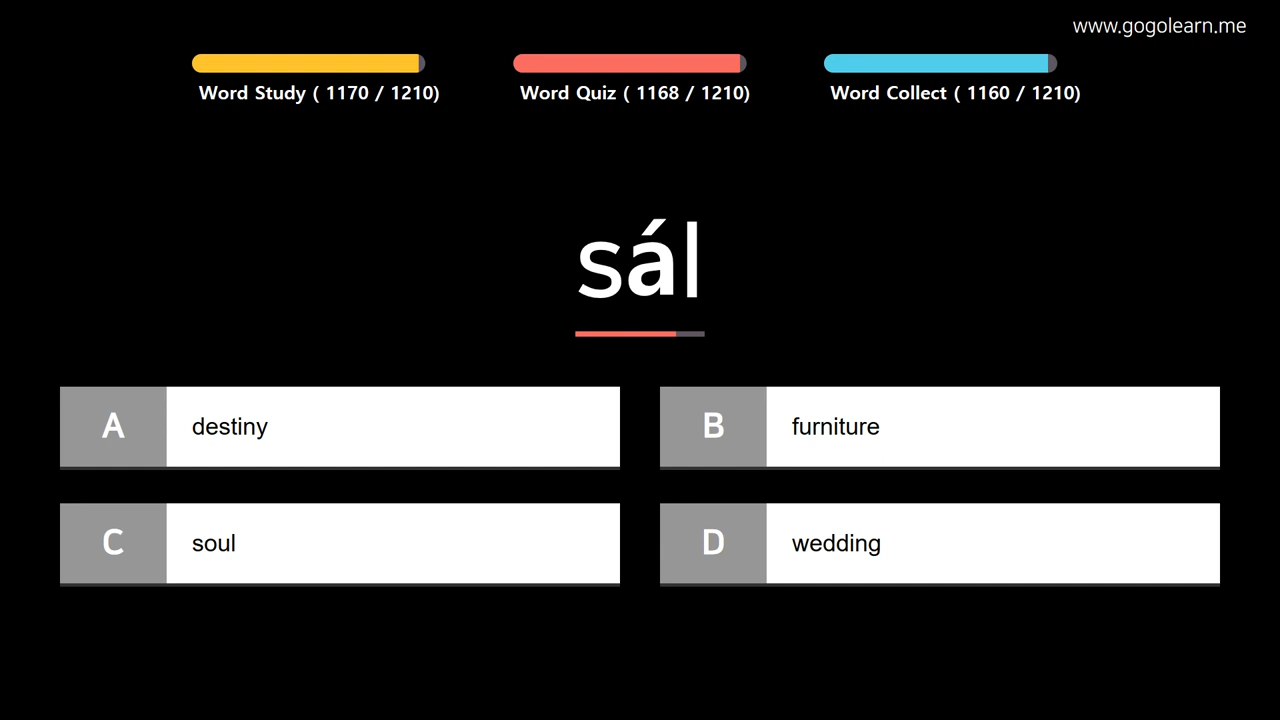 www.gogolearn.me
Word Study ( 1170 / 1210)
Word Quiz ( 1168 / 1210)
Word Collect ( 1160 / 1210)
sál
A destiny
B furniture
C soul
D wedding